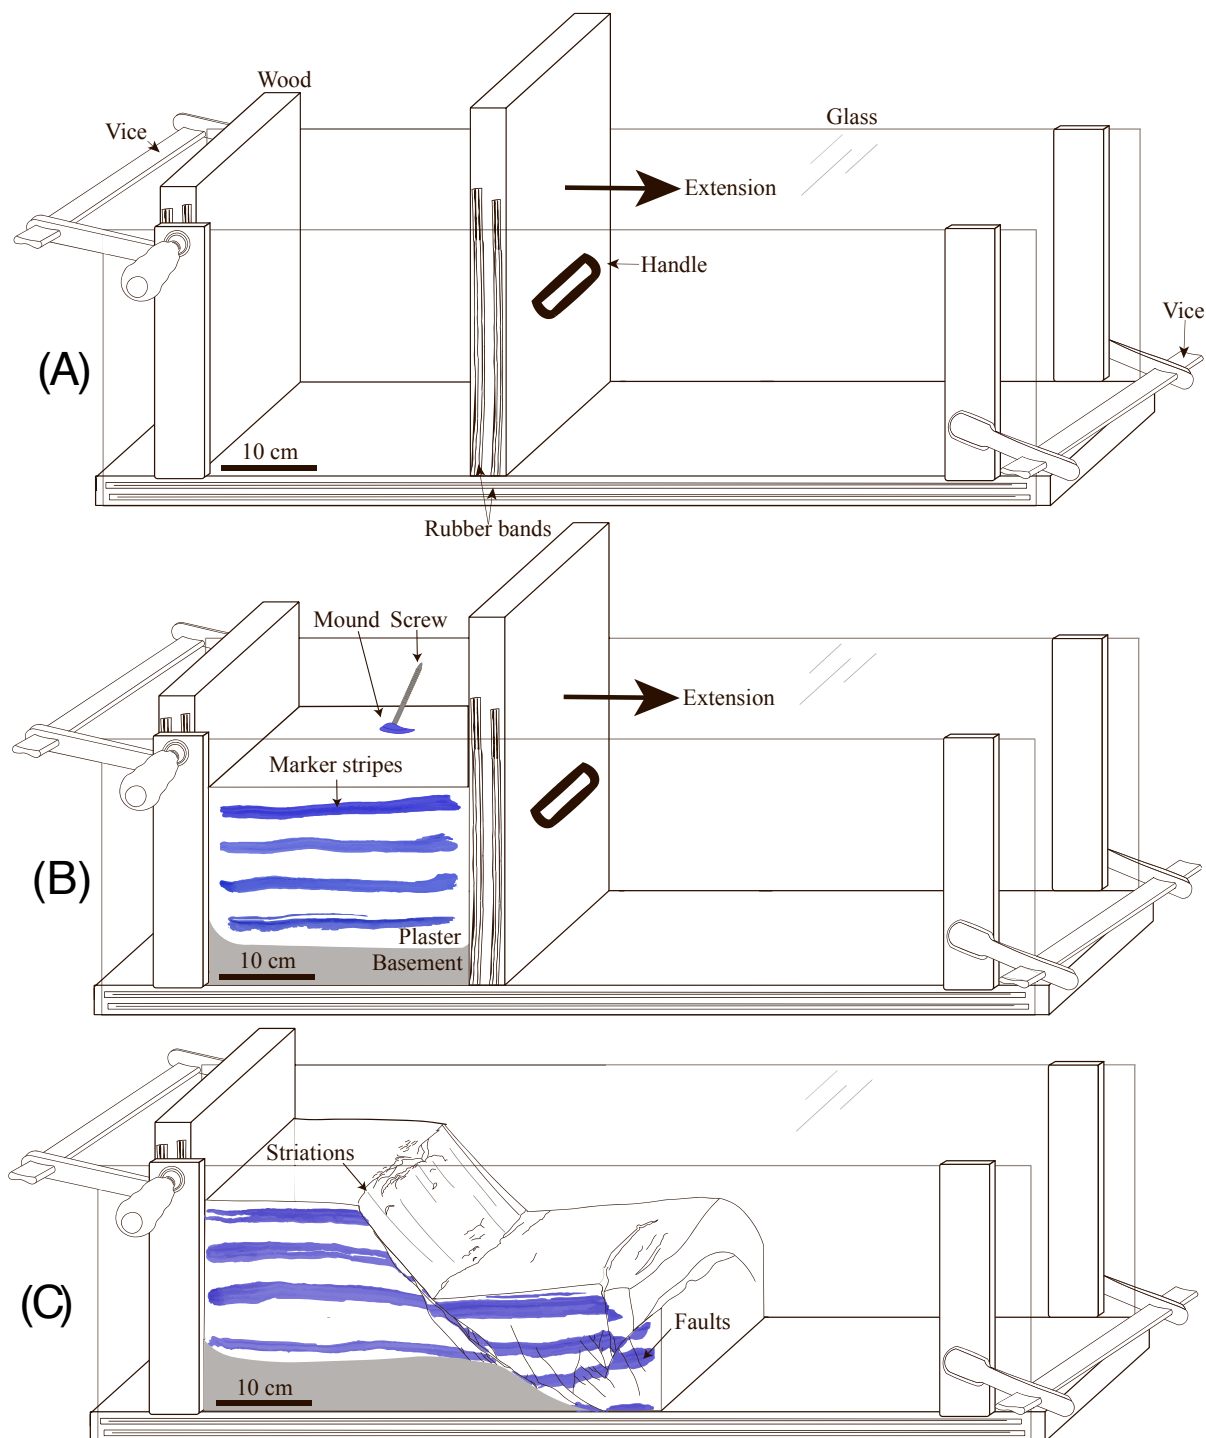 Wood
Vice
Glass
Extension
Handle
Vice
(A)
10 cm
Rubber bands
Mound Screw
Extension
Marker stripes
(B)
Plaster
Basement
10 cm
Striations
(C)
Faults
10 cm